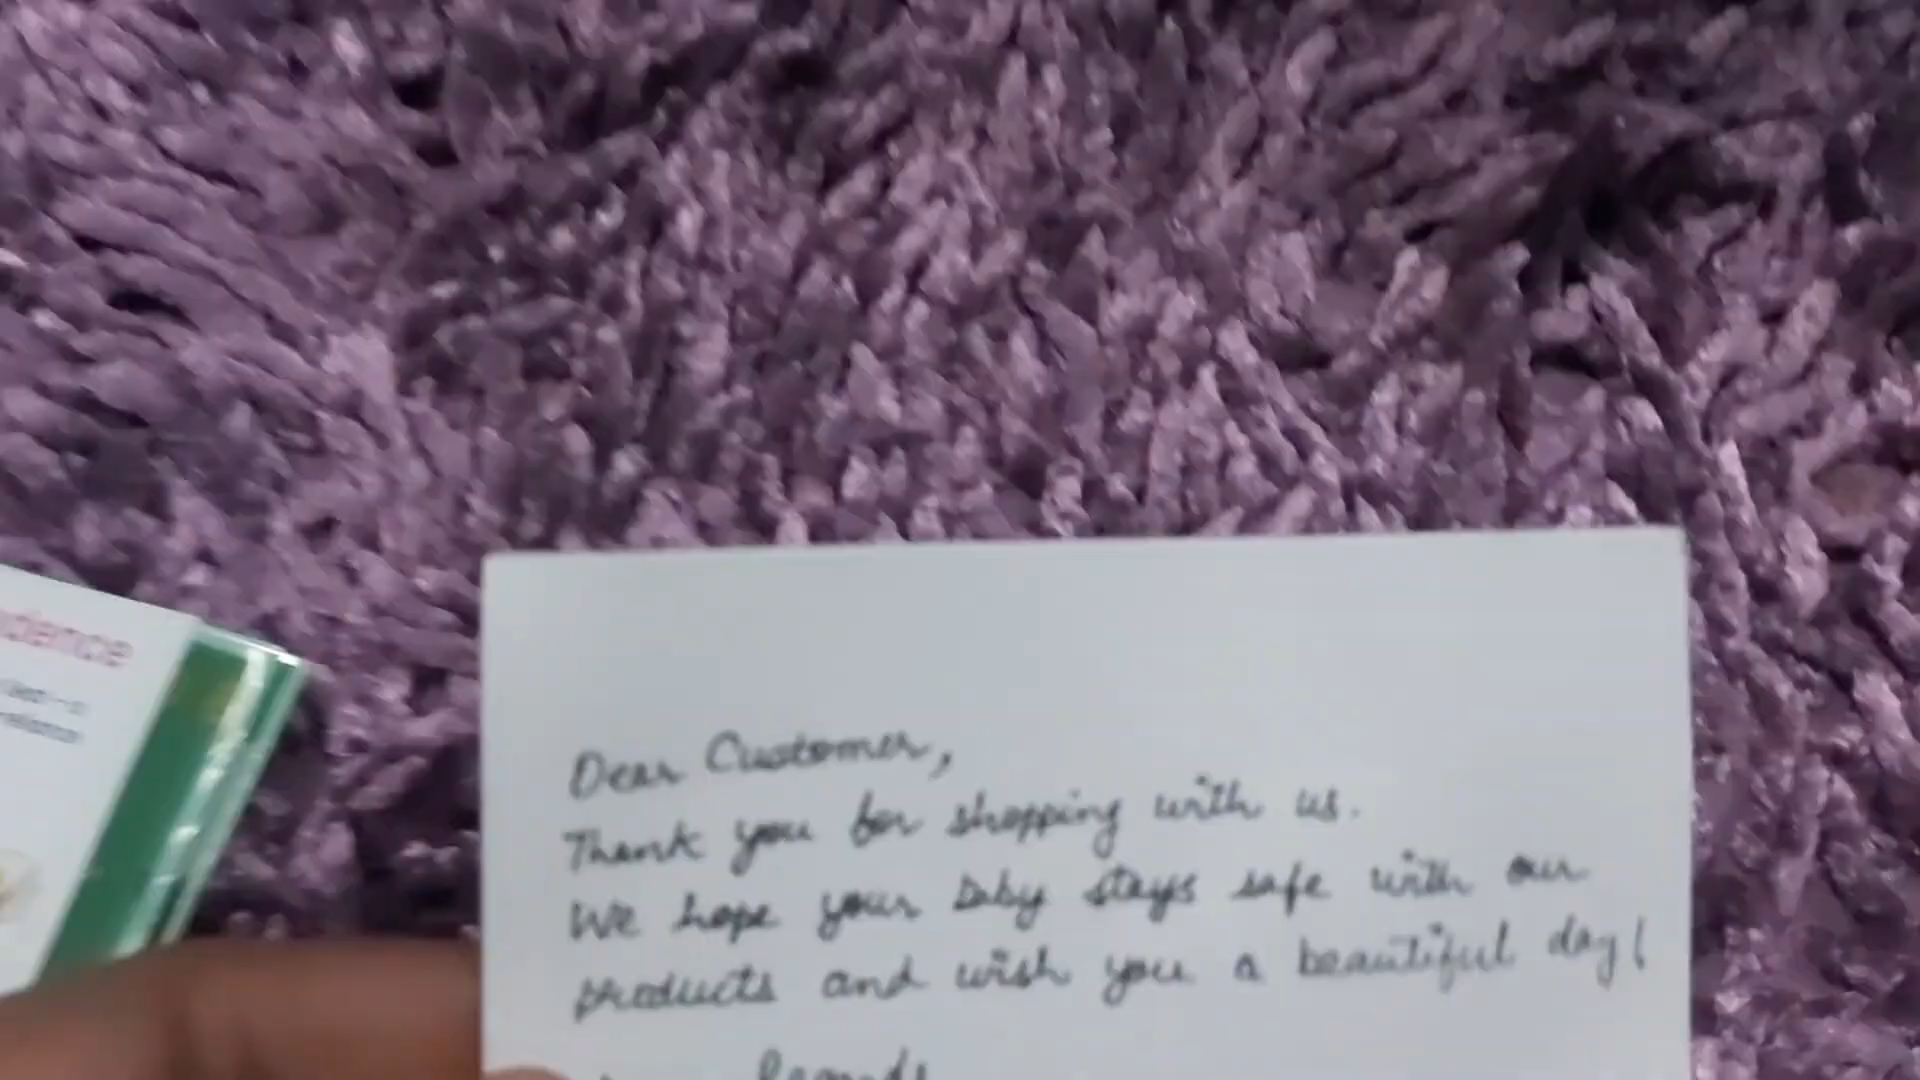 Dear Customer,
Thank you for shopping with us.
We hope your baby stays safe with our
products and wish you a beautiful day!
Regards